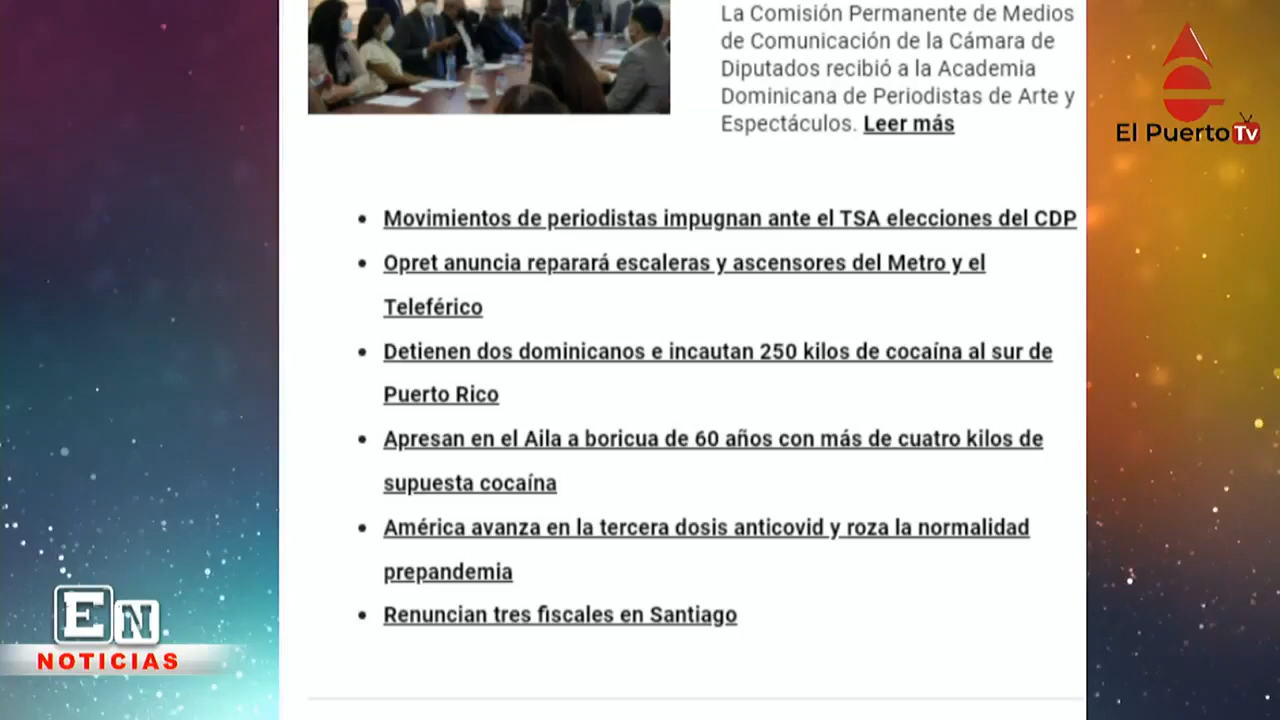 La Comisión Permanente de Medios
de Comunicación de la Cámara de
Diputados recibió a la Academia
Dominicana de Periodistas de Arte y
Espectáculos. Leer más
El Puerto Tv
• Movimientos de periodistas impugnan ante el TSA elecciones del CDP
• Opret anuncia reparará escaleras y ascensores del Metro y el
Teleférico
• Detienen dos dominicanos e incautan 250 kilos de cocaína al sur de
Puerto Rico
• Apresan en el Aila a boricua de 60 años con más de cuatro kilos de
supuesta cocaína
• América avanza en la tercera dosis anticovid y roza la normalidad
prepandemia
• Renuncian tres fiscales en Santiago
EN.
NOTICIAS